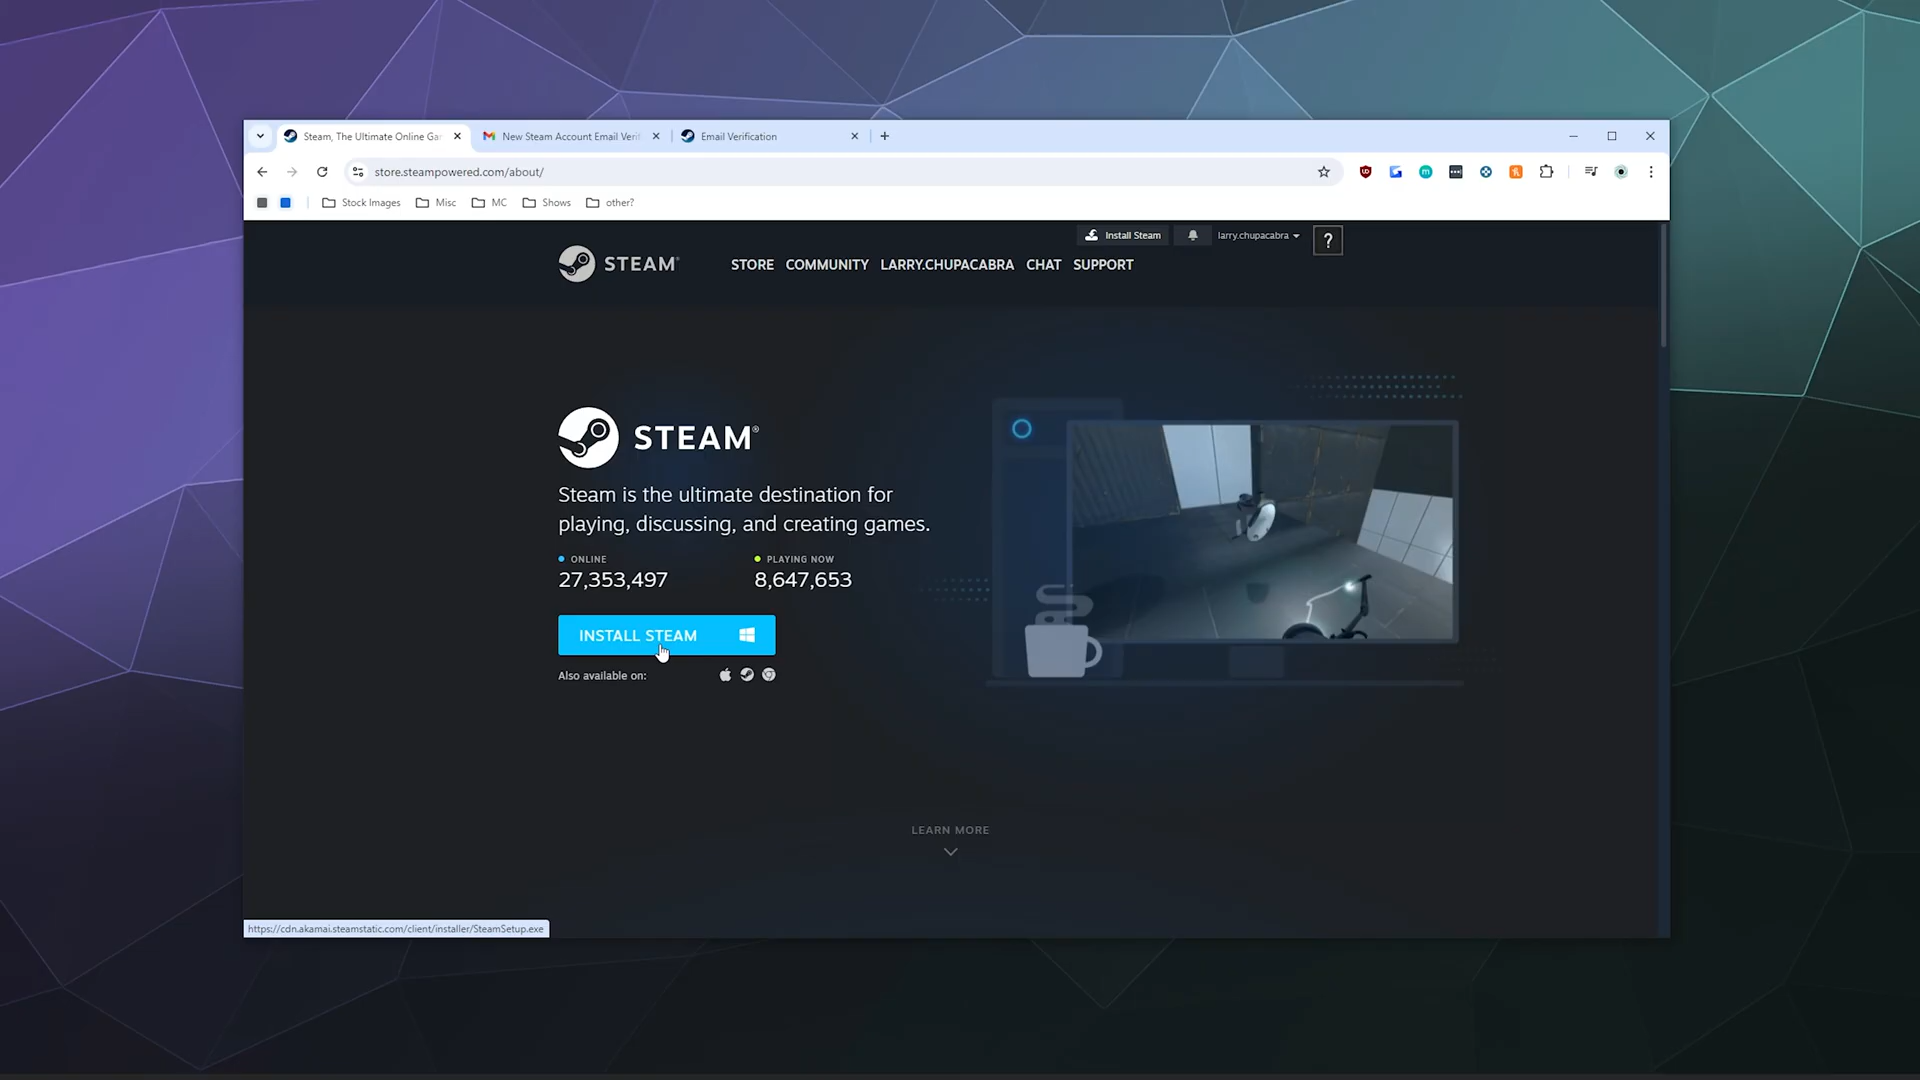 Steam, The Ultimate Online Gar
New Steam Account Email Verif
Email Verification
store.steampowered.com/about/
Stock Images
Misc
MC
Shows
other?
Install Steam
larry.chupacabra
?
STEAM®
STORE
COMMUNITY
LARRY.CHUPACABRA
CHAT
SUPPORT
STEAM®
Steam is the ultimate destination for
playing, discussing, and creating games.
ONLINE
PLAYING NOW
27,353,497
8,647,653
INSTALL STEAM
Also available on:
LEARN MORE
https://cdn.akamai.steamstatic.com/client/installer/SteamSetup.exe